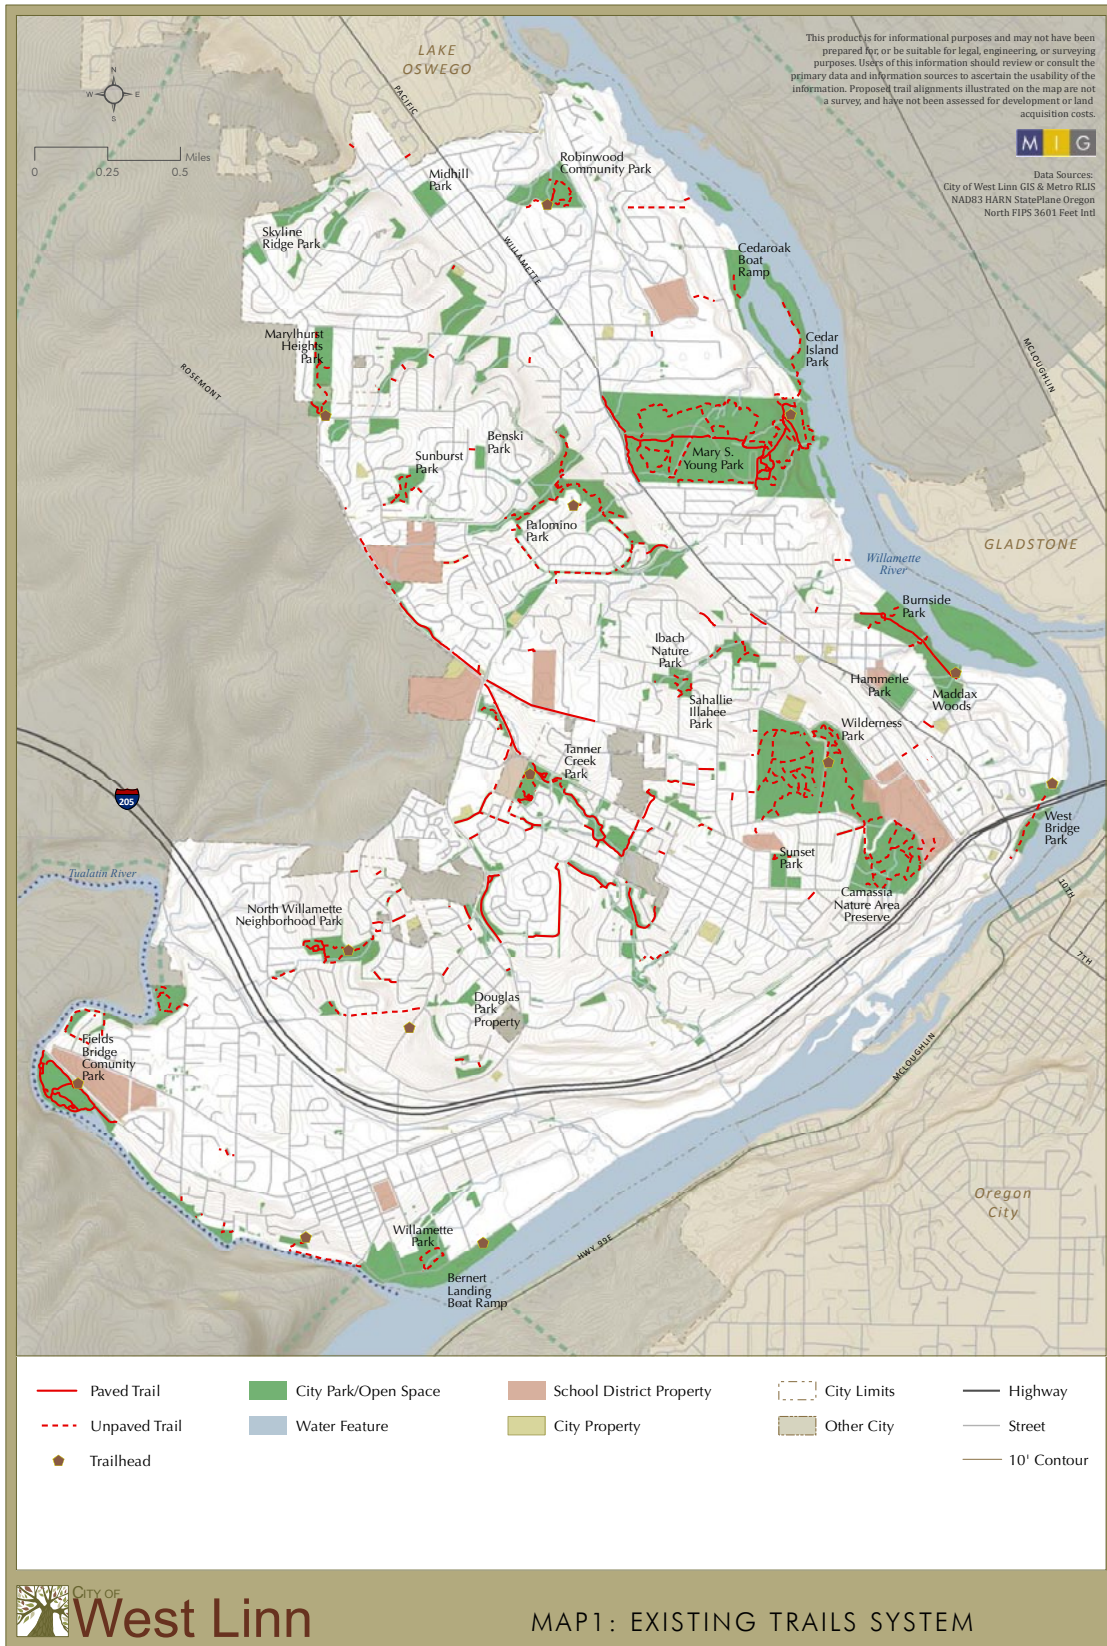 LAKE
OSWEGO
This product is for informational purposes and may not have been
prepared for, or be suitable for legal, engineering, or surveying
purposes. Users of this information should review or consult the
primary data and information sources to ascertain the usability of the
information. Proposed trail alignments illustrated on the map are not
a survey, and have not been assessed for development or land
acquisition costs.
N
W
E
S
PACIFIC
M I G
Miles
0
0.25
0.5
Data Sources:
City of West Linn GIS & Metro RLIS
NAD83 HARN StatePlane Oregon
North FIPS 3601 Feet Intl
Robinwood
Community Park
Midhill
Park
Skyline
Ridge Park
WILLAMETTE
Cedaroak
Boat
Ramp
Marylhurst
Heights
Park
Cedar
Island
Park
ROSEMONT
MCLOUGHLIN
Benski
Park
Sunburst
Park
Mary S.
Young Park
Palomino
Park
GLADSTONE
Willamette
River
Burnside
Park
Ibach
Nature
Park
Hammerle
Park
Maddax
Woods
Sahallie
Illahee
Park
Wilderness
Park
Tanner
Creek
Park
205
West
Bridge
Park
Sunset
Park
Tualatin River
Camassia
Nature Area
Preserve
10TH
North Willamette
Neighborhood Park
7TH
Douglas
Park
Property
Fields
Bridge
Comunity
Park
MCLOUGHLIN
Oregon
City
Willamette
Park
HWY 99E
Bernert
Landing
Boat Ramp
Paved Trail
City Park/Open Space
School District Property
City Limits
Highway
Unpaved Trail
Water Feature
City Property
Other City
Street
Trailhead
10' Contour
CITY OF
West Linn
MAP1: EXISTING TRAILS SYSTEM